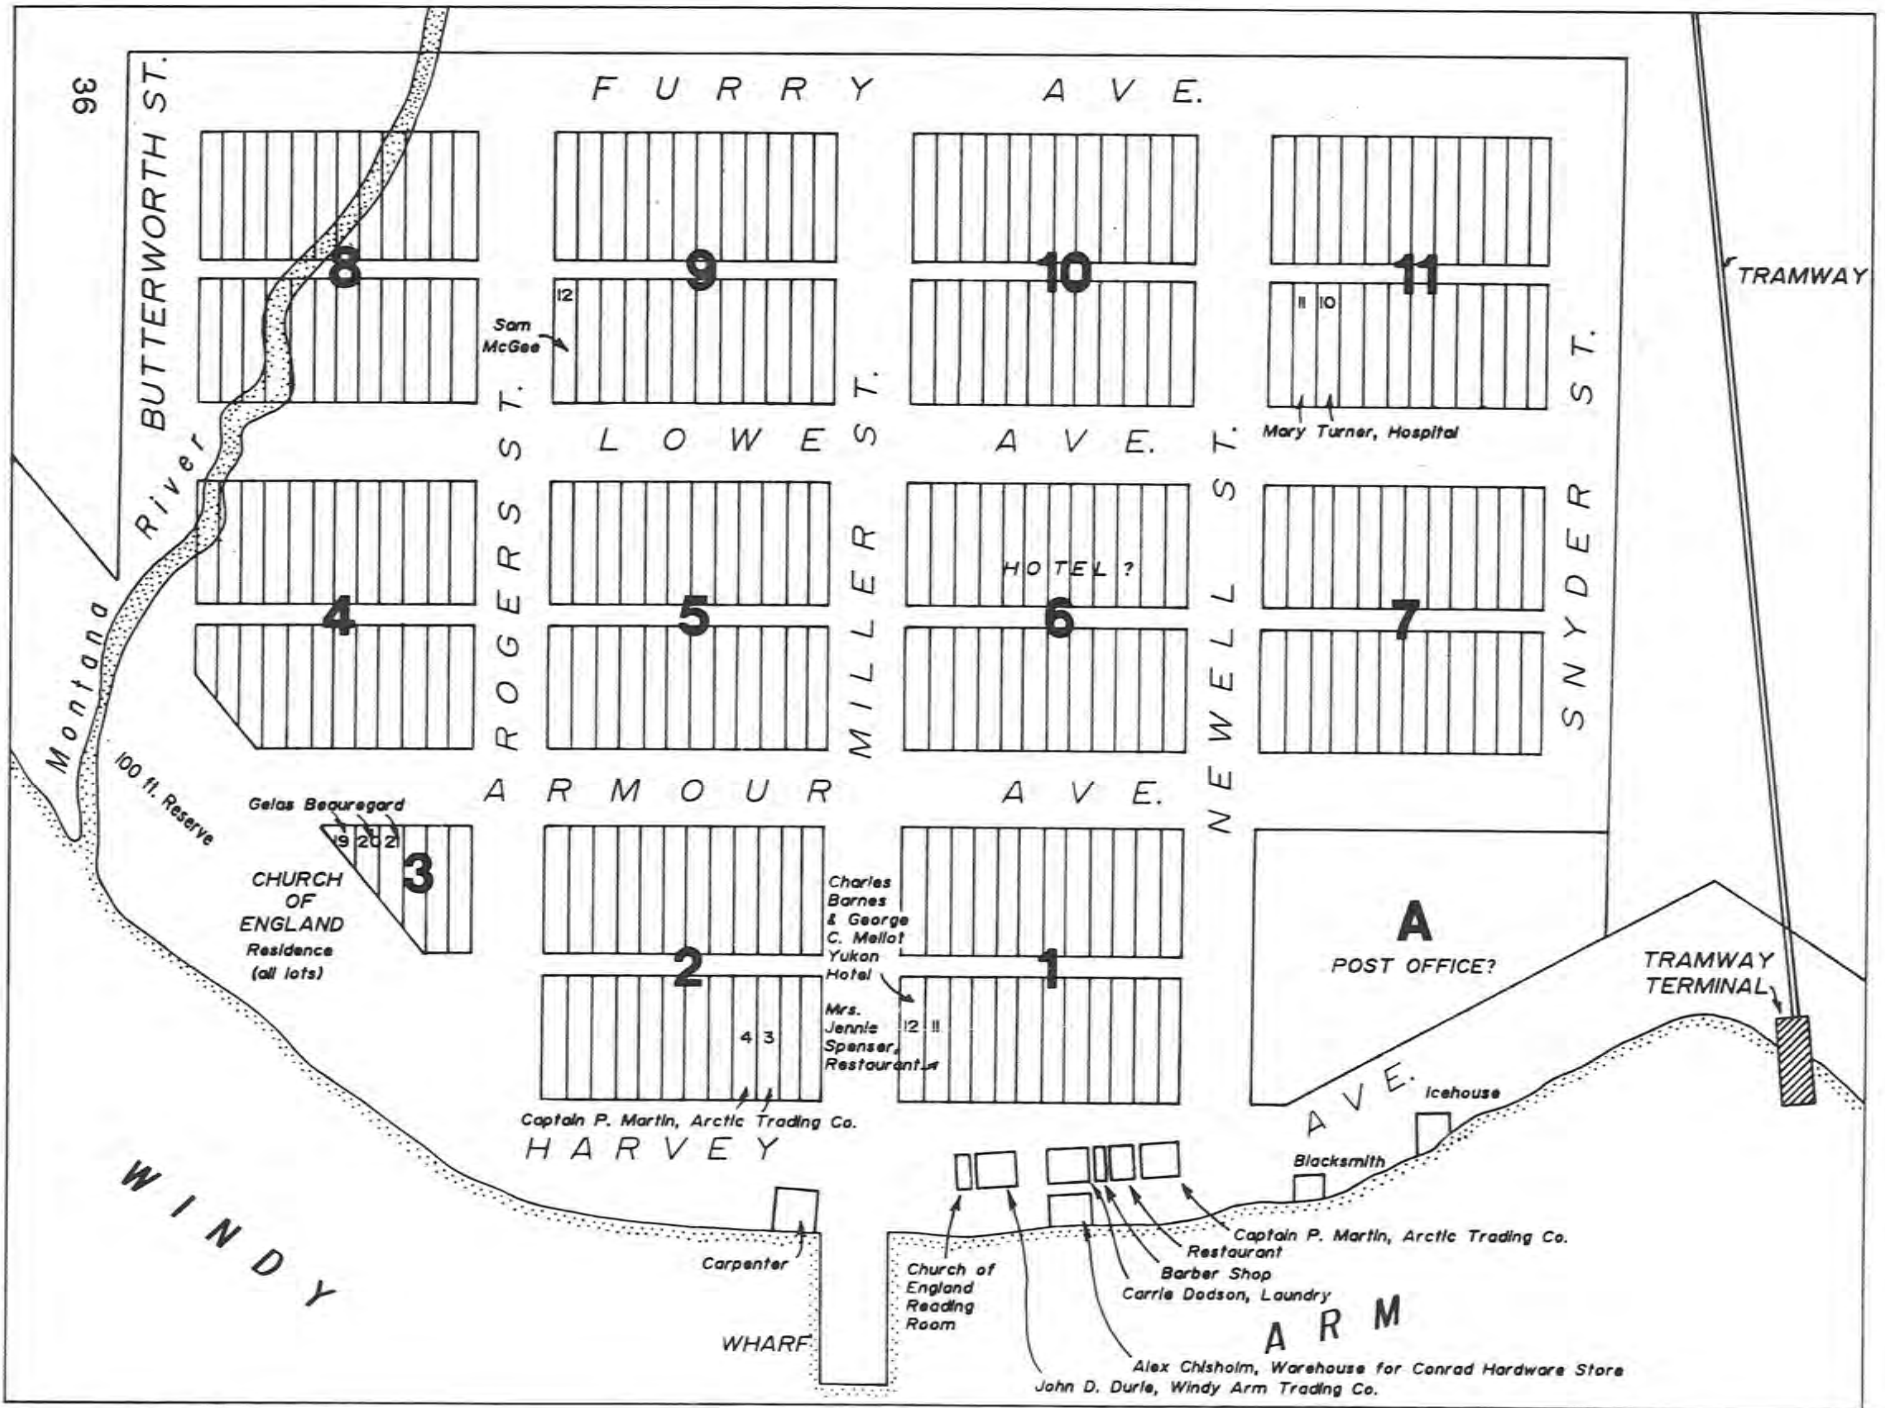 36
BUTTERWORTH ST.
FURRY AVE.
8
9
10
11
12
Sam
McGee
11 10
TRAMWAY
Mary Turner, Hospital
LOWE AVE.
ROGERS ST.
MILLER ST.
NEWELL ST.
SNYDER ST.
Montana River
HOTEL ?
4
5
6
7
100 ft. Reserve
ARMOUR AVE.
Gelas Beauregard
19 20 21
3
CHURCH
OF
ENGLAND
Residence
(all lots)
2
Charles
Barnes
& George
C. Mellot
Yukon
Hotel
1
A
POST OFFICE?
TRAMWAY
TERMINAL
Mrs.
Jennie
Spenser,
Restaurant
12 11
4 3
Captain P. Martin, Arctic Trading Co.
HARVEY AVE.
Icehouse
Blacksmith
Carpenter
WHARF
Church of
England
Reading
Room
Captain P. Martin, Arctic Trading Co.
Restaurant
Barber Shop
Carrie Dodson, Laundry
Alex Chisholm, Warehouse for Conrad Hardware Store
John D. Durie, Windy Arm Trading Co.
WINDY ARM